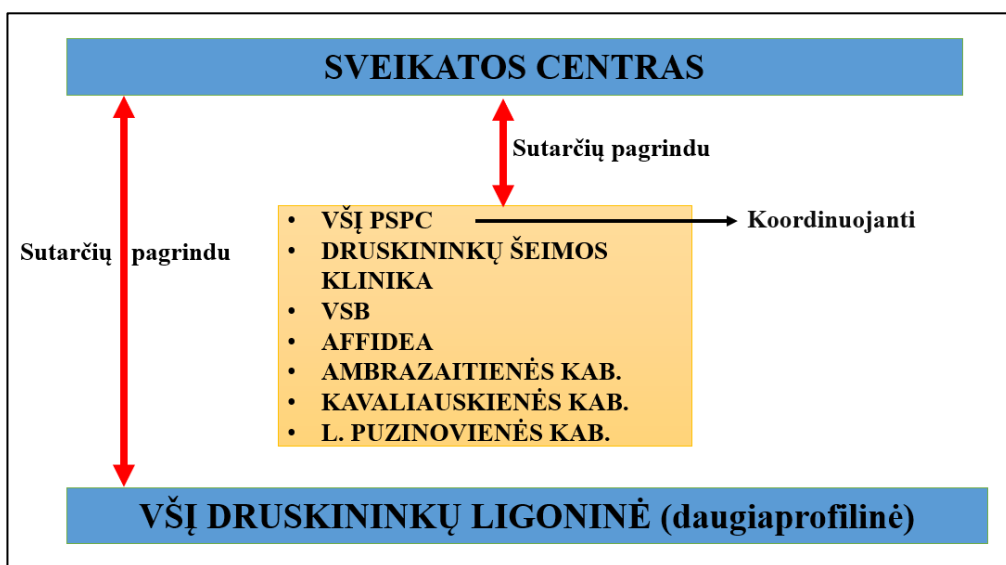 SVEIKATOS CENTRAS
Sutarčių pagrindu
• VŠĮ PSPC
Koordinuojanti
• DRUSKININKŲ ŠEIMOS
KLINIKA
• VSB
• AFFIDEA
• AMBRAZAITIENĖS KAB.
• KAVALIAUSKIENĖS KAB.
• L. PUZINOVIENĖS KAB.
Sutarčių pagrindu
VŠĮ DRUSKININKŲ LIGONINĖ (daugiaprofilinė)